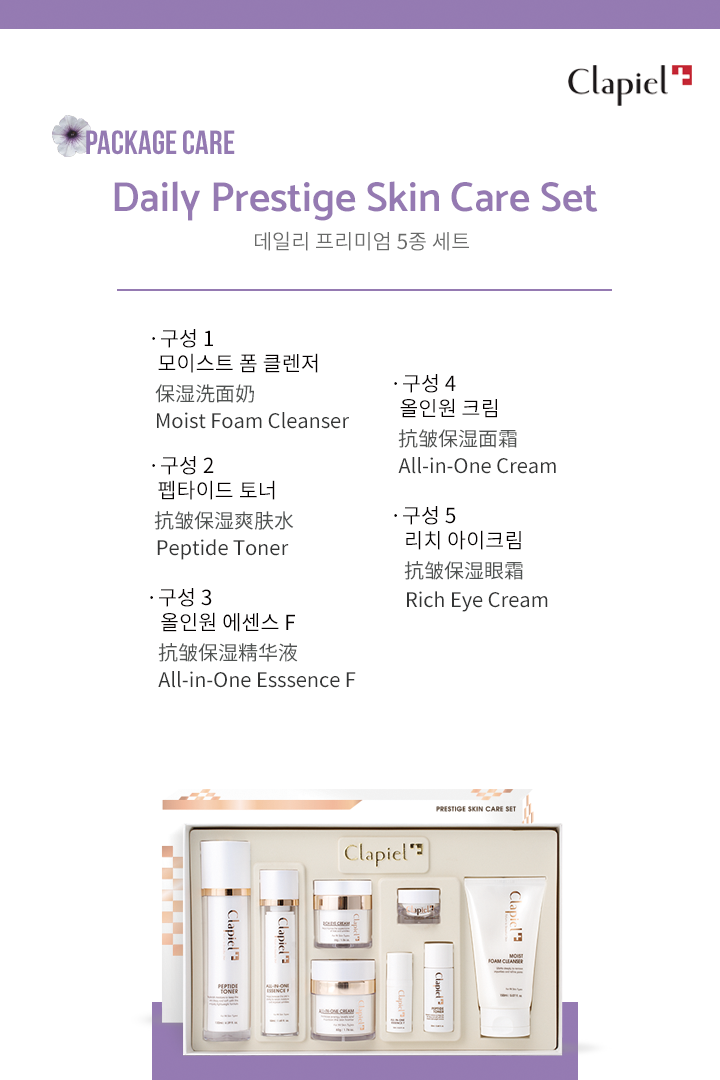 Clapiel
PACKAGE CARE
Daily Prestige Skin Care Set
데일리 프리미엄 5종 세트
· 구성 1
모이스트 폼 클렌저
保湿洗面奶
Moist Foam Cleanser
· 구성 2
펩타이드 토너
抗皱保湿爽肤水
Peptide Toner
· 구성 3
올인원 에센스 F
抗皱保湿精华液
All-in-One Esssence F
· 구성 4
올인원 크림
抗皱保湿面霜
All-in-One Cream
· 구성 5
리치 아이크림
抗皱保湿眼霜
Rich Eye Cream
PRESTIGE SKIN CARE SET
Clapiel
Clapiel
PEPTIDE
TONER
Clapiel
ALL-IN-ONE
ESSENCE F
Clapiel
RICH EYE CREAM
Clapiel
ALL-IN-ONE CREAM
Clapiel
Clapiel
ALL-IN-ONE
ESSENCE F
Clapiel
PEPTIDE
TONER
Clapiel
MOIST
FOAM CLEANSER